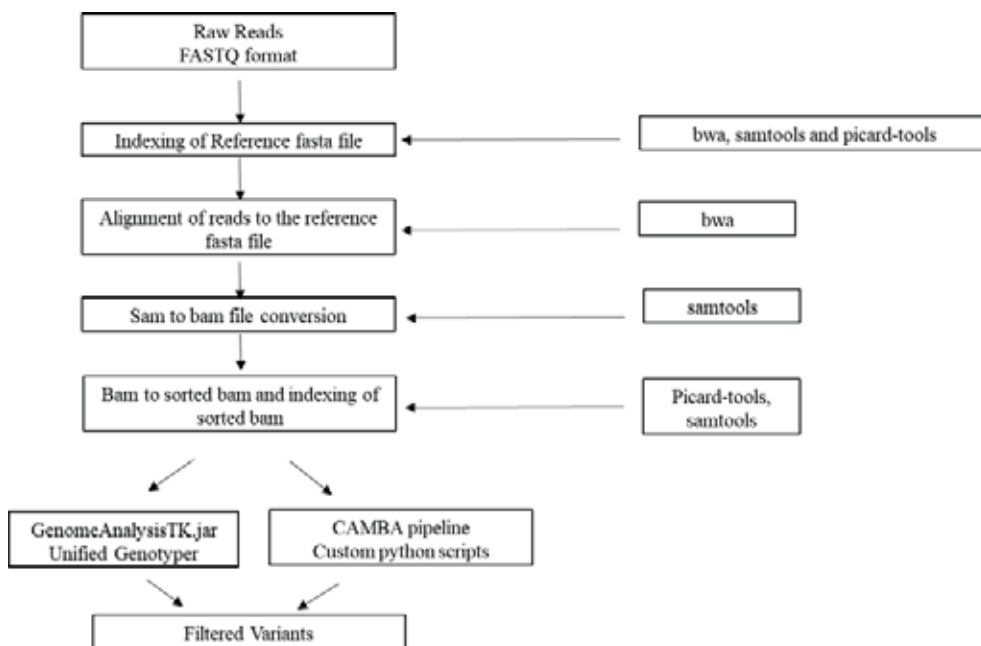 Raw Reads
FASTQ format
Indexing of Reference fasta file
bwa, samtools and picard-tools
Alignment of reads to the reference
fasta file
bwa
Sam to bam file conversion
samtools
Bam to sorted bam and indexing of
sorted bam
Picard-tools,
samtools
GenomeAnalysisTK.jar
Unified Genotyper
CAMBA pipeline
Custom python scripts
Filtered Variants